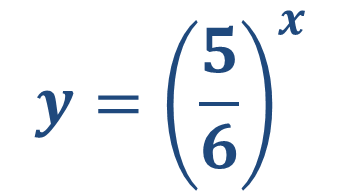 y = (5/6)^x